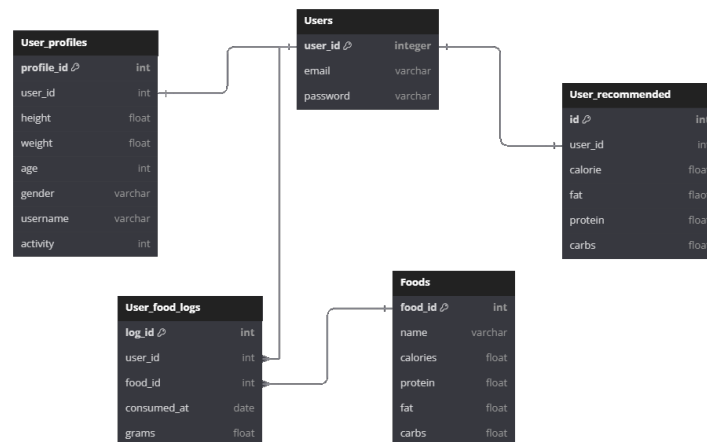 Users
user_id integer
email varchar
password varchar
User_profiles
profile_id int
user_id int
height float
weight float
age int
gender varchar
username varchar
activity int
User_recommended
id
user_id
calorie
fat
protein
carbs
User_food_logs
log_id int
user_id int
food_id int
consumed_at date
grams float
Foods
food_id int
name varchar
calories float
protein float
fat float
carbs float